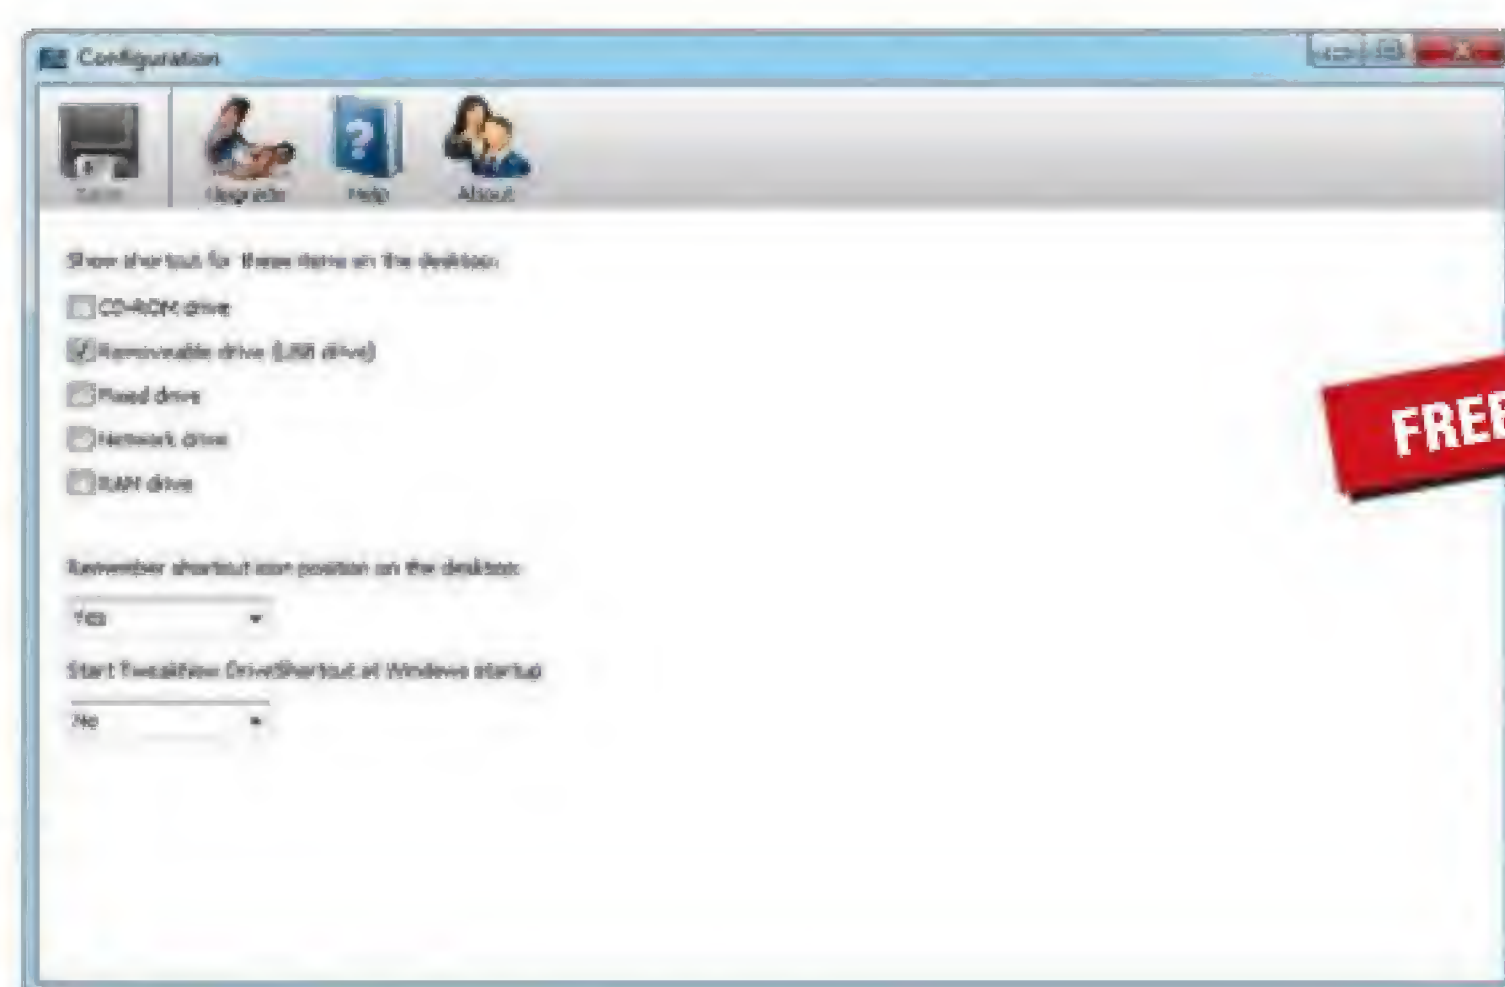 Configuration
Save Upgrade Help About
Show shortcut for these items on the desktop:
CD-ROM drive
Removeable drive (USB drive)
Fixed drive
Network drive
RAM drive
FREE
Remember shortcut icon position on the desktop:
Yes
Start TweakNow DriveShortcut at Windows startup
No